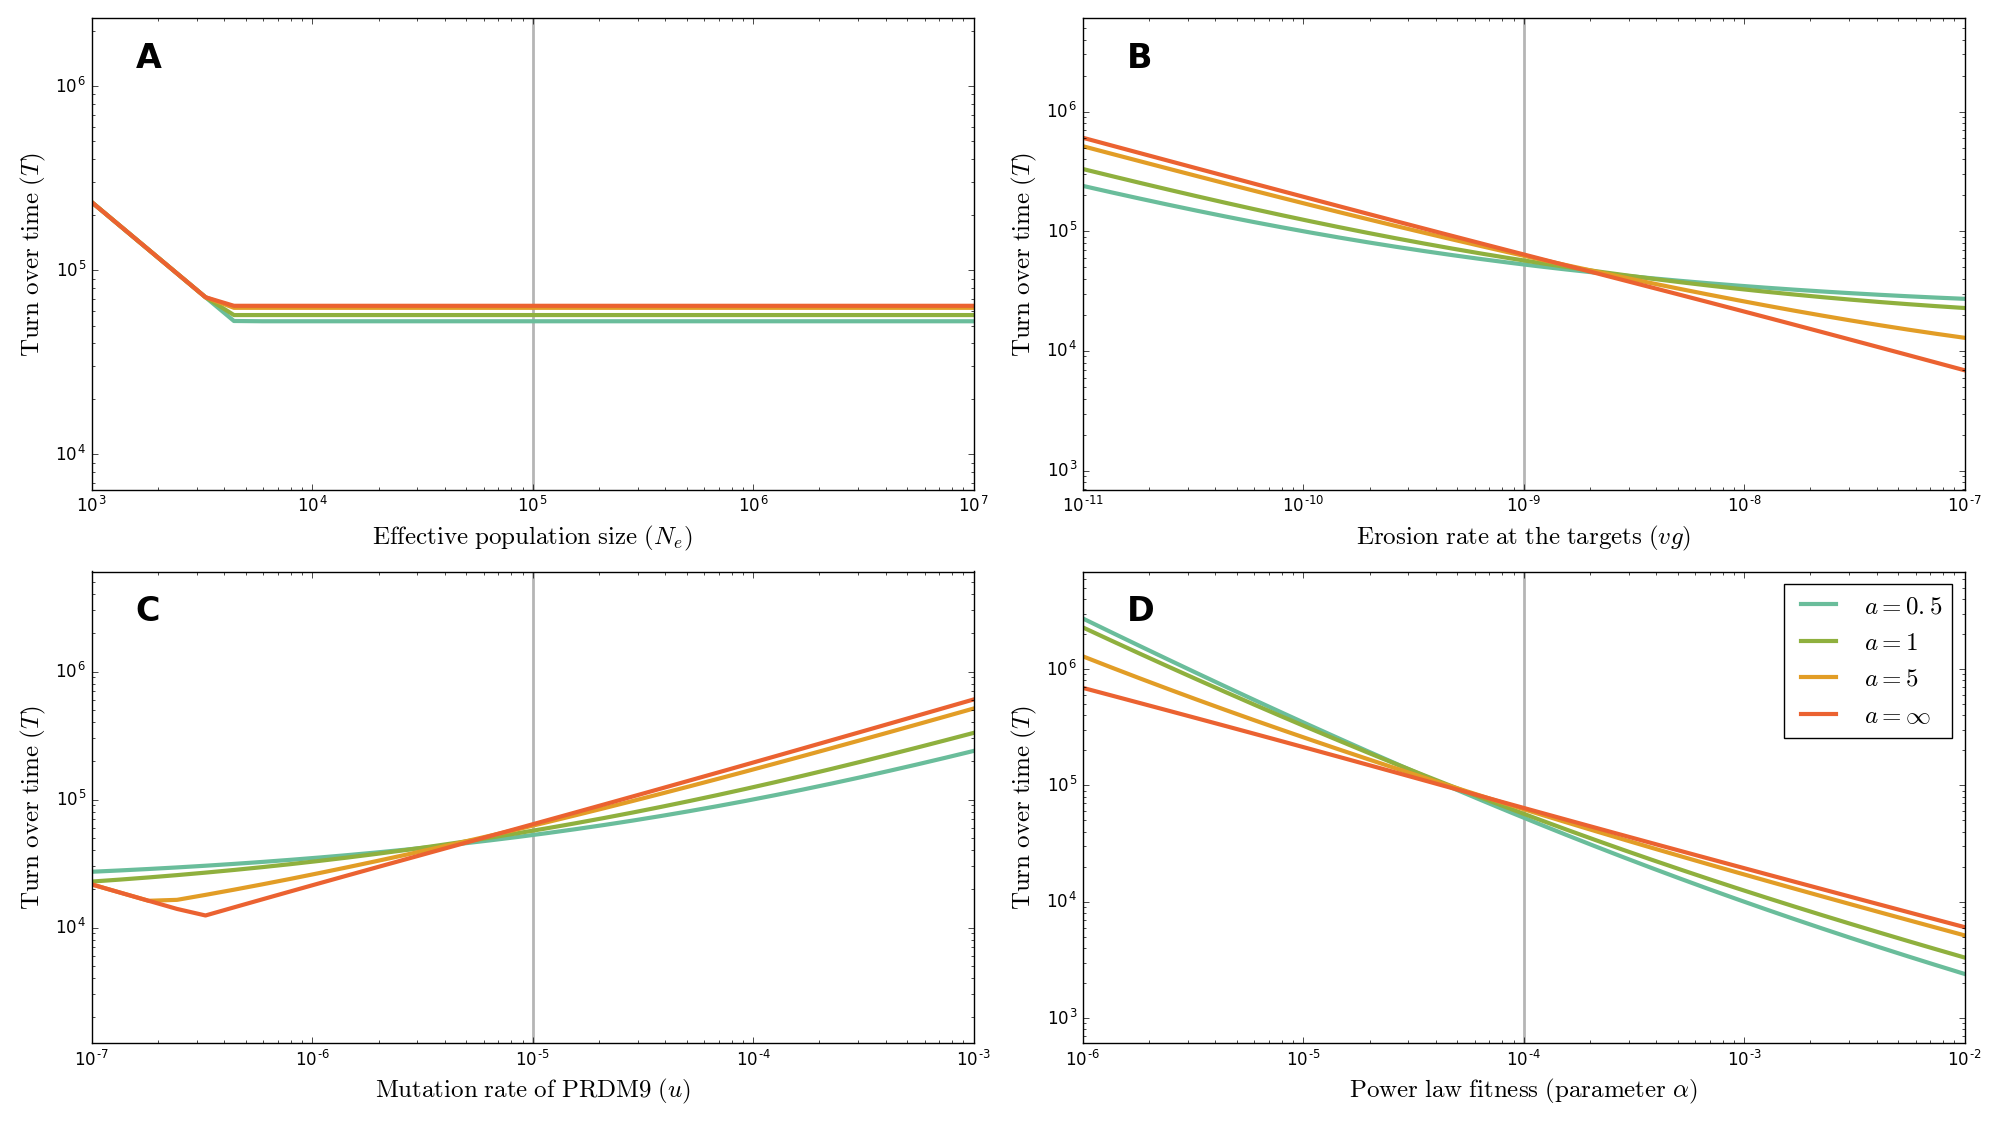 A
10^6
10^5
10^4
Turn over time (T)
10^3 10^4 10^5 10^6 10^7
Effective population size (N_e)
B
10^6
10^5
10^4
10^3
Turn over time (T)
10^-11 10^-10 10^-9 10^-8 10^-7
Erosion rate at the targets (vg)
C
10^6
10^5
10^4
Turn over time (T)
10^-7 10^-6 10^-5 10^-4 10^-3
Mutation rate of PRDM9 (u)
D
a = 0.5
a = 1
a = 5
a = ∞
10^6
10^5
10^4
10^3
Turn over time (T)
10^-6 10^-5 10^-4 10^-3 10^-2
Power law fitness (parameter α)